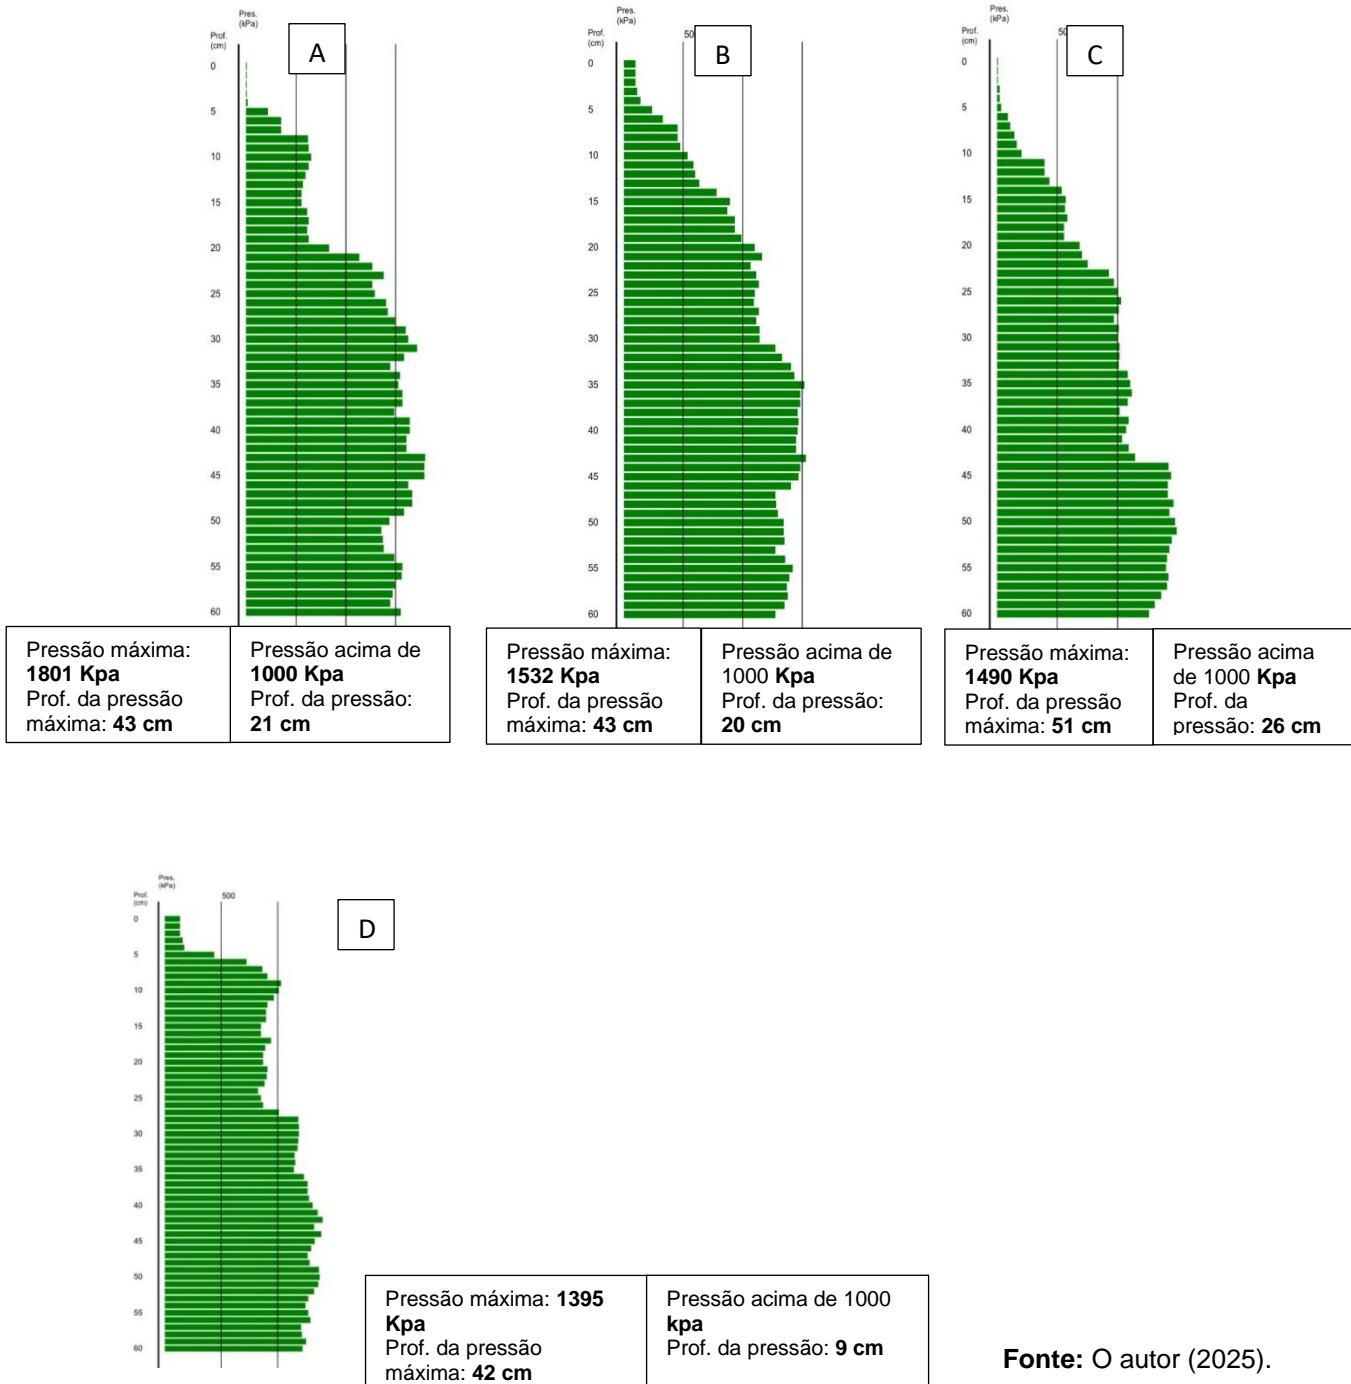 Pres.
(kPa)
Prof.
(cm)
A
0
5
10
15
20
25
30
35
40
45
50
55
60
Pressão máxima:
1801 Kpa
Prof. da pressão
máxima: 43 cm
Pressão acima de
1000 Kpa
Prof. da pressão:
21 cm
Pres.
(kPa)
Prof.
(cm)
50
B
0
5
10
15
20
25
30
35
40
45
50
55
60
Pressão máxima:
1532 Kpa
Prof. da pressão
máxima: 43 cm
Pressão acima de
1000 Kpa
Prof. da pressão:
20 cm
Pres.
(kPa)
Prof.
(cm)
C
0
5
10
15
20
25
30
35
40
45
50
55
60
Pressão máxima:
1490 Kpa
Prof. da pressão
máxima: 51 cm
Pressão acima
de 1000 Kpa
Prof. da
pressão: 26 cm
Pres.
(kPa)
Prof.
(cm)
500
D
0
5
10
15
20
25
30
35
40
45
50
55
60
Pressão máxima: 1395
Kpa
Prof. da pressão
máxima: 42 cm
Pressão acima de 1000
kpa
Prof. da pressão: 9 cm
Fonte: O autor (2025).